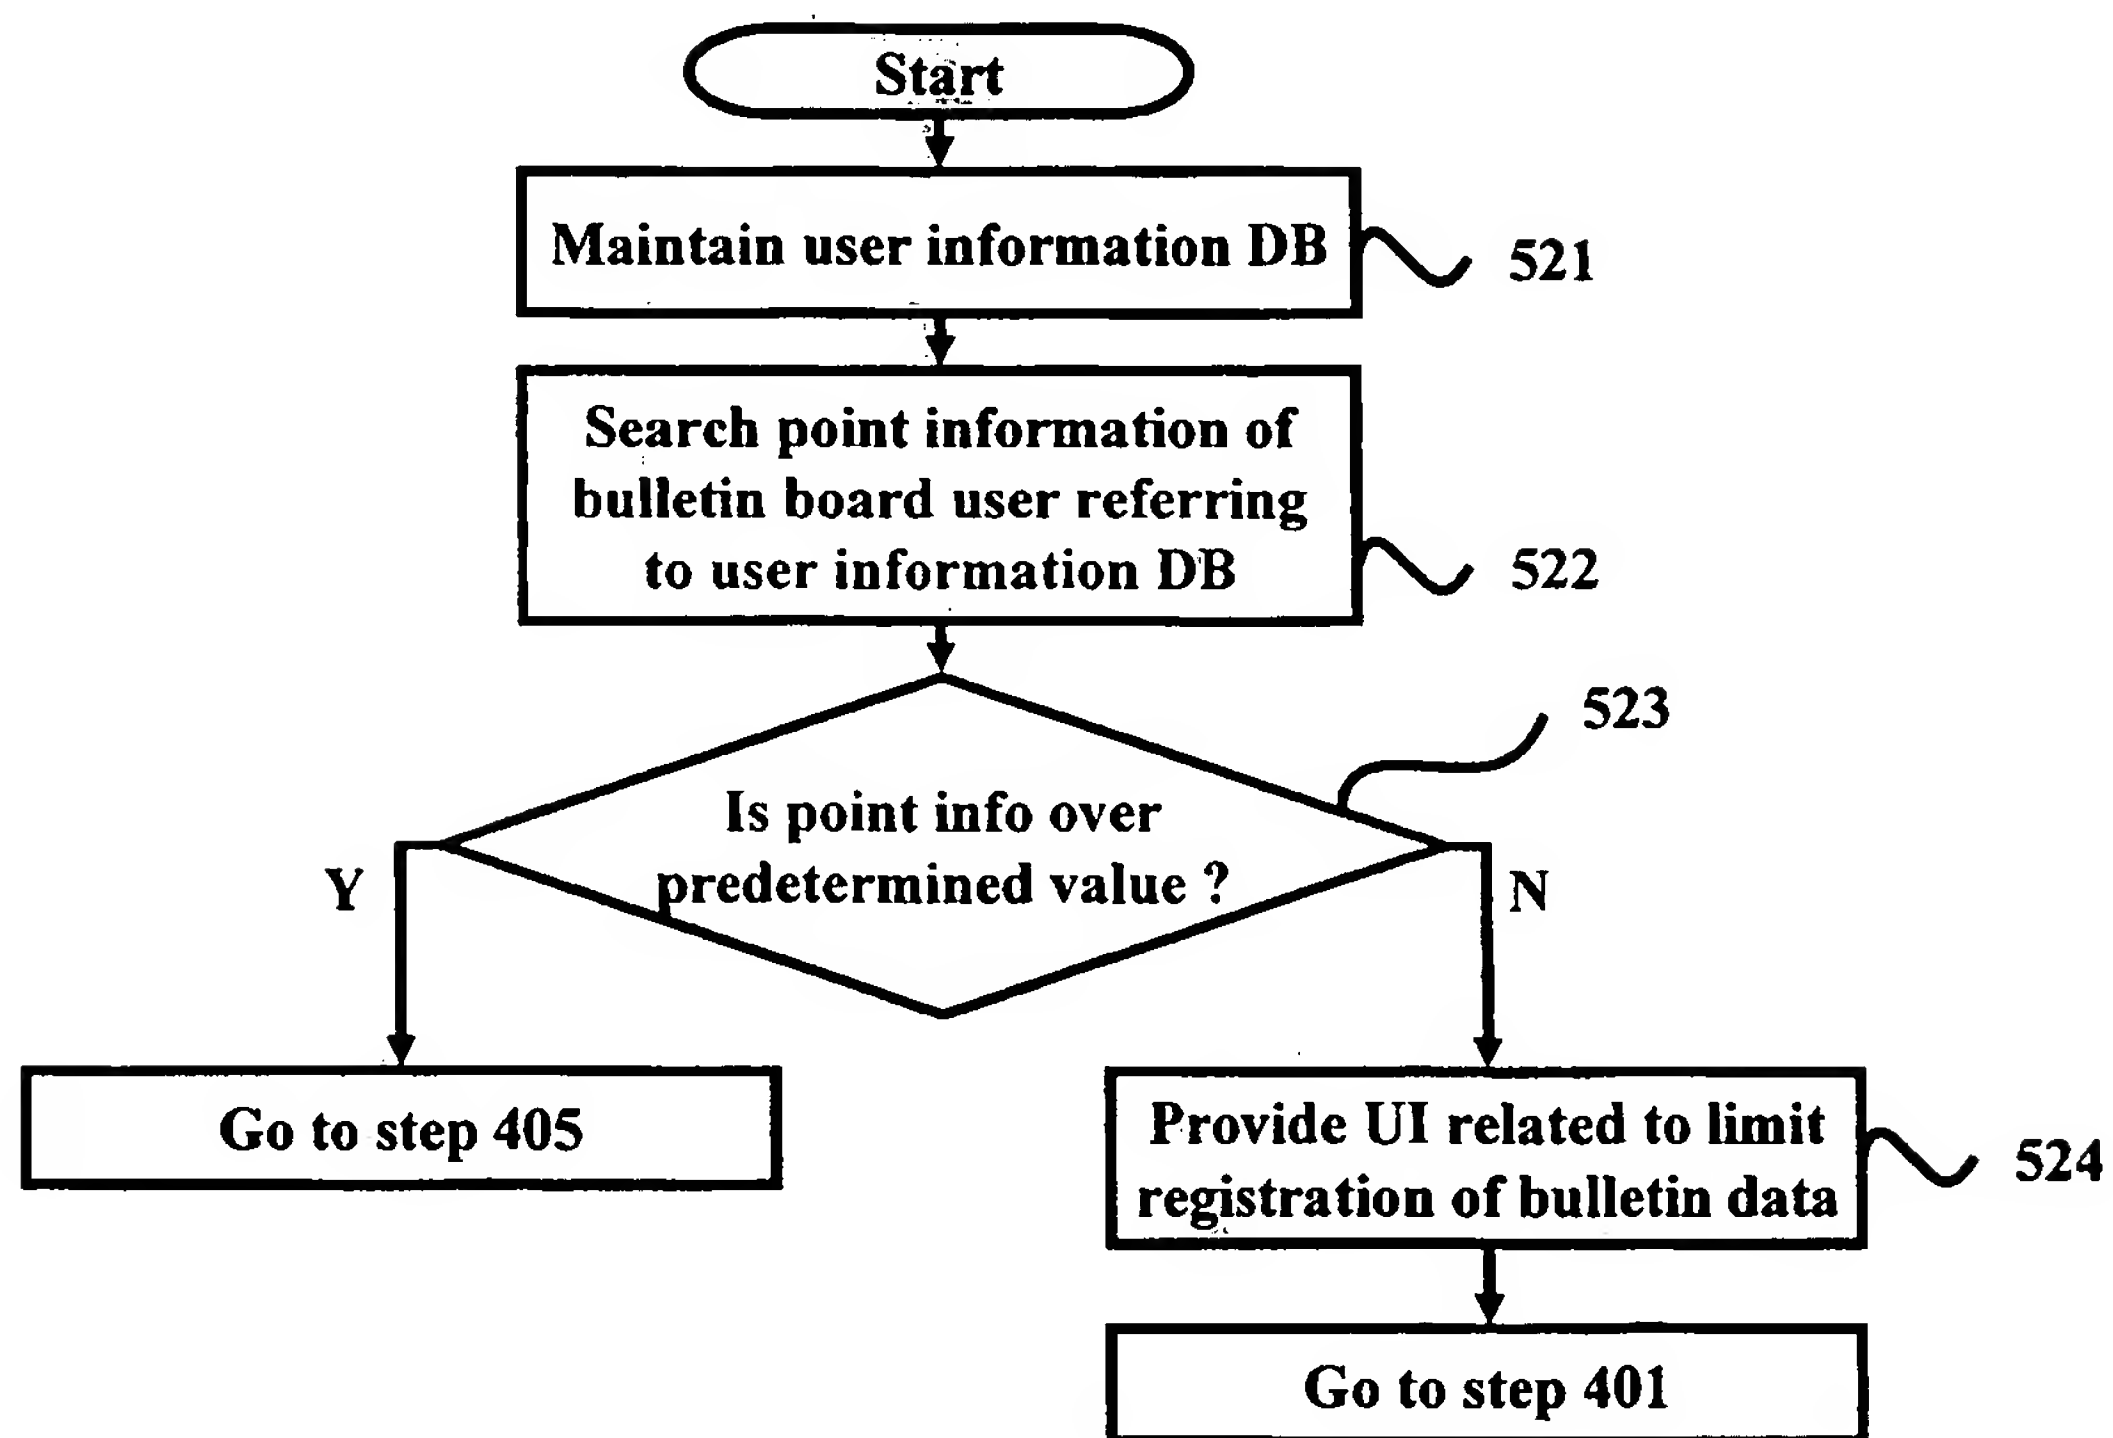 Start
Maintain user information DB
521
Search point information of
bulletin board user referring
to user information DB
522
523
Is point info over
predetermined value ?
Y
N
Go to step 405
Provide UI related to limit
registration of bulletin data
524
Go to step 401